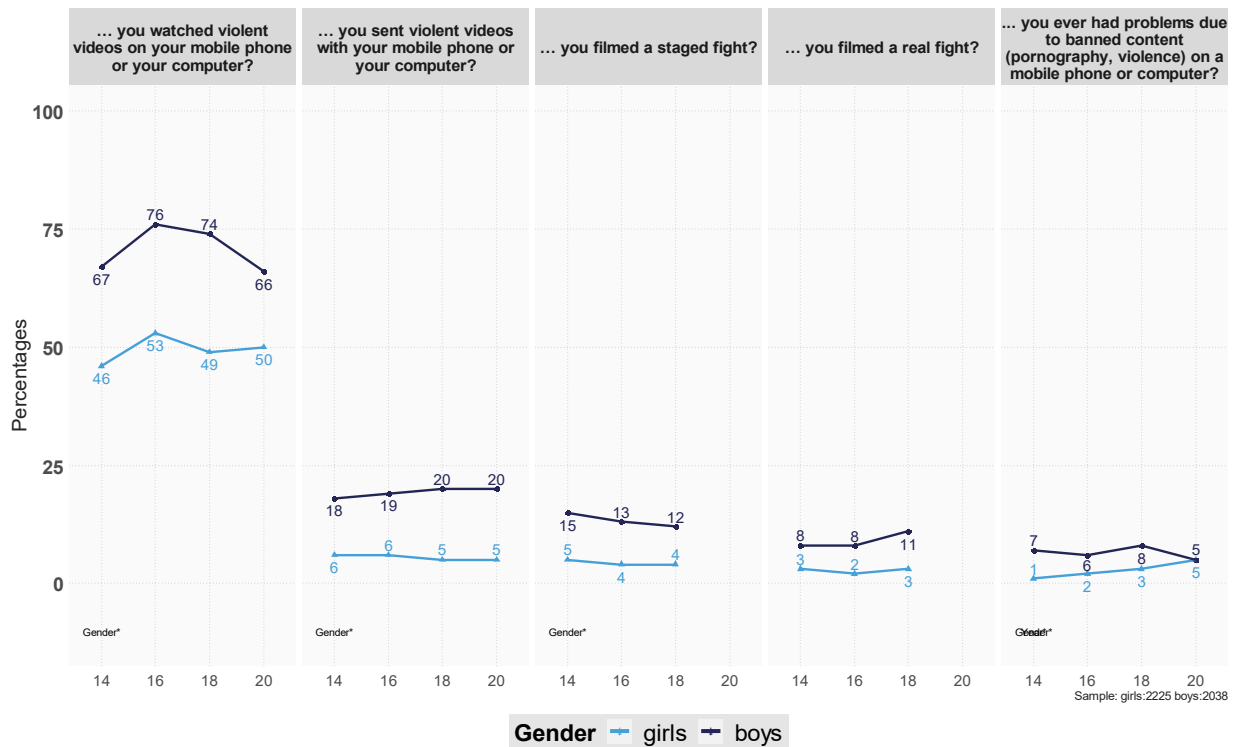 … you watched violent
videos on your mobile phone
or your computer?
… you sent violent videos
with your mobile phone or
your computer?
… you filmed a staged fight?
… you filmed a real fight?
… you ever had problems due
to banned content
(pornography, violence) on a
mobile phone or computer?
Percentages
100
75
50
25
0
67
76
74
66
46
53
49
50
18
19
20
20
6
6
5
5
15
13
12
5
4
4
8
8
11
3
2
3
7
6
8
5
1
2
3
5
Gender*
Gender*
Gender*
Gender*
14 16 18 20
14 16 18 20
14 16 18 20
14 16 18 20
14 16 18 20
Sample: girls:2225 boys:2038
Gender girls boys